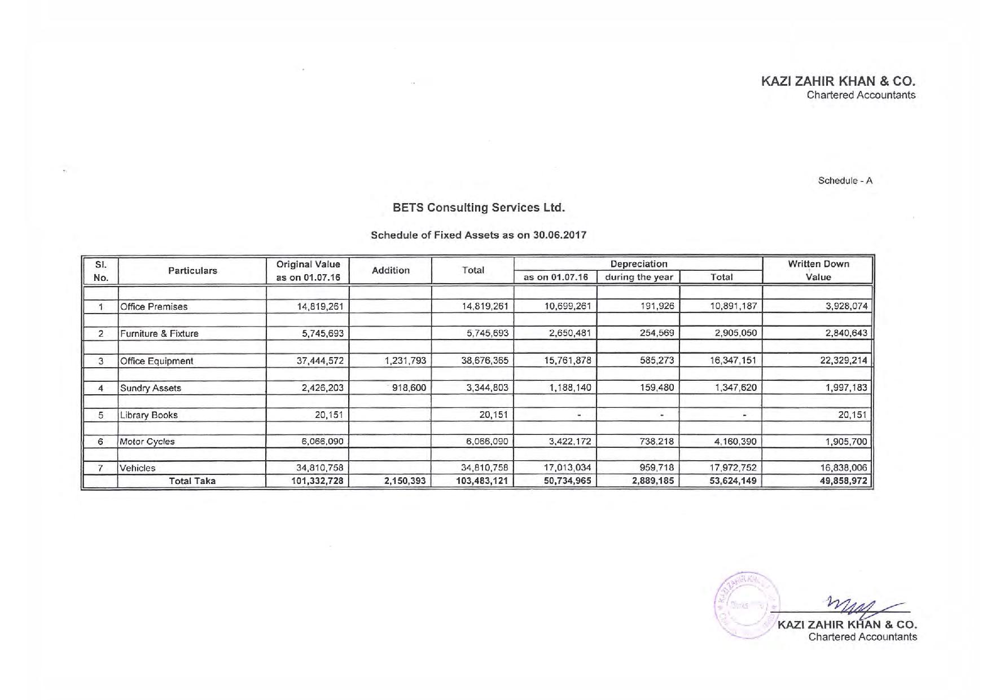 KAZI ZAHIR KHAN & CO.
Chartered Accountants
Schedule - A
BETS Consulting Services Ltd.
Schedule of Fixed Assets as on 30.06.2017
Sl. No. Particulars Original Value as on 01.07.16 Addition Total Depreciation as on 01.07.16 during the year Total Written Down Value
1 Office Premises 14,819,261 14,819,261 10,699,261 191,926 10,891,187 3,928,074
2 Furniture & Fixture 5,745,693 5,745,693 2,650,481 254,569 2,905,050 2,840,643
3 Office Equipment 37,444,572 1,231,793 38,676,365 15,761,878 585,273 16,347,151 22,329,214
4 Sundry Assets 2,426,203 918,600 3,344,803 1,188,140 159,480 1,347,620 1,997,183
5 Library Books 20,151 20,151 - - - 20,151
6 Motor Cycles 6,066,090 6,066,090 3,422,172 738,218 4,160,390 1,905,700
7 Vehicles 34,810,758 34,810,758 17,013,034 959,718 17,972,752 16,838,006
Total Taka 101,332,728 2,150,393 103,483,121 50,734,965 2,889,185 53,624,149 49,858,972
KAZI ZAHIR
KAZI ZAHIR KHAN & CO.
Chartered Accountants